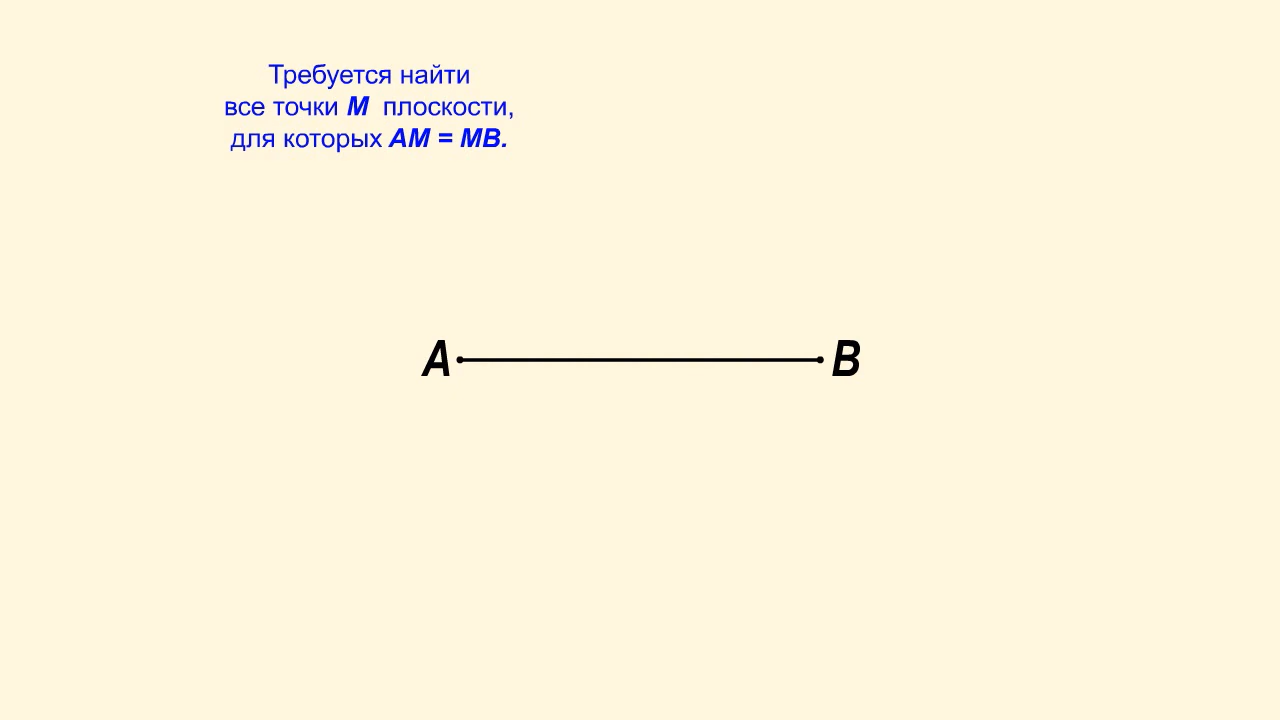 Требуется найти
все точки M плоскости,
для которых AM = MB.
A B